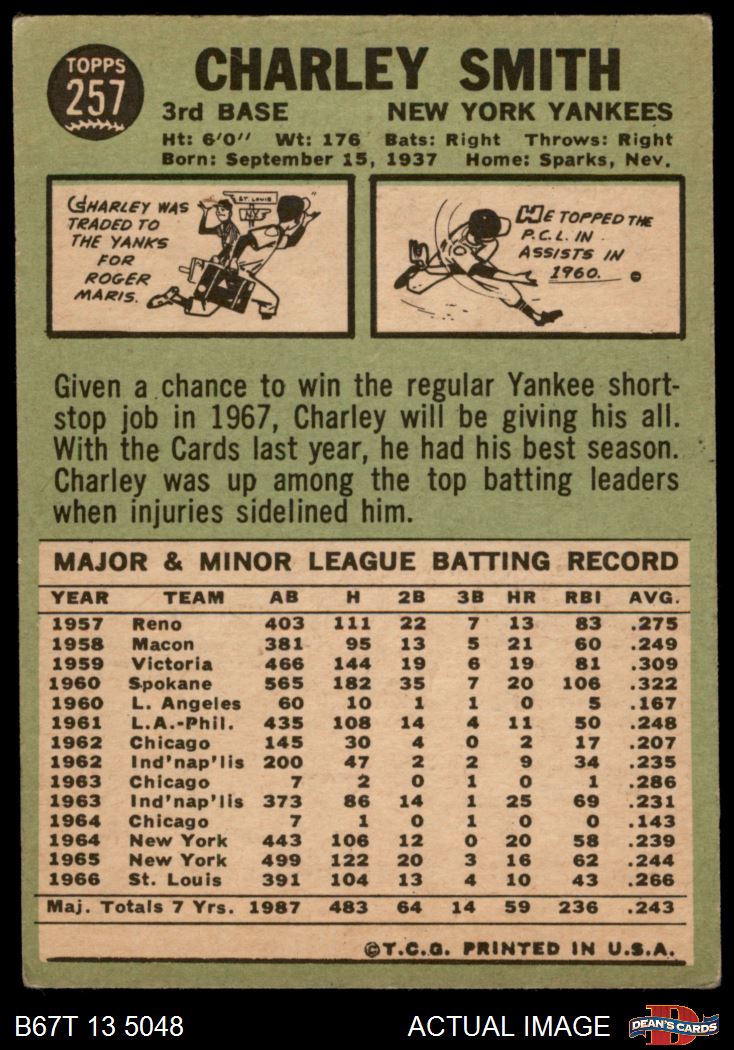 TOPPS
257
CHARLEY SMITH
3rd BASE NEW YORK YANKEES
Ht: 6'0" Wt: 176 Bats: Right Throws: Right
Born: September 15, 1937 Home: Sparks, Nev.
CHARLEY WAS
TRADED TO
THE YANKS
FOR
ROGER
MARIS.
ST. LOUIS
N.Y.
HE TOPPED THE
P.C.L. IN
ASSISTS IN
1960.
Given a chance to win the regular Yankee short-
stop job in 1967, Charley will be giving his all.
With the Cards last year, he had his best season.
Charley was up among the top batting leaders
when injuries sidelined him.
MAJOR & MINOR LEAGUE BATTING RECORD
YEAR TEAM AB H 2B 3B HR RBI AVG.
1957 Reno 403 111 22 7 13 83 .275
1958 Macon 381 95 13 5 21 60 .249
1959 Victoria 466 144 19 6 19 81 .309
1960 Spokane 565 182 35 7 20 106 .322
1960 L. Angeles 60 10 1 1 0 5 .167
1961 L.A.-Phil. 435 108 14 4 11 50 .248
1962 Chicago 145 30 4 0 2 17 .207
1962 Ind'nap'lis 200 47 2 2 9 34 .235
1963 Chicago 7 2 0 1 0 1 .286
1963 Ind'nap'lis 373 86 14 1 25 69 .231
1964 Chicago 7 1 0 1 0 0 .143
1964 New York 443 106 12 0 20 58 .239
1965 New York 499 122 20 3 16 62 .244
1966 St. Louis 391 104 13 4 10 43 .266
Maj. Totals 7 Yrs. 1987 483 64 14 59 236 .243
©T.C.G. PRINTED IN U.S.A.
B67T 13 5048 ACTUAL IMAGE
D
DEAN'S CARDS